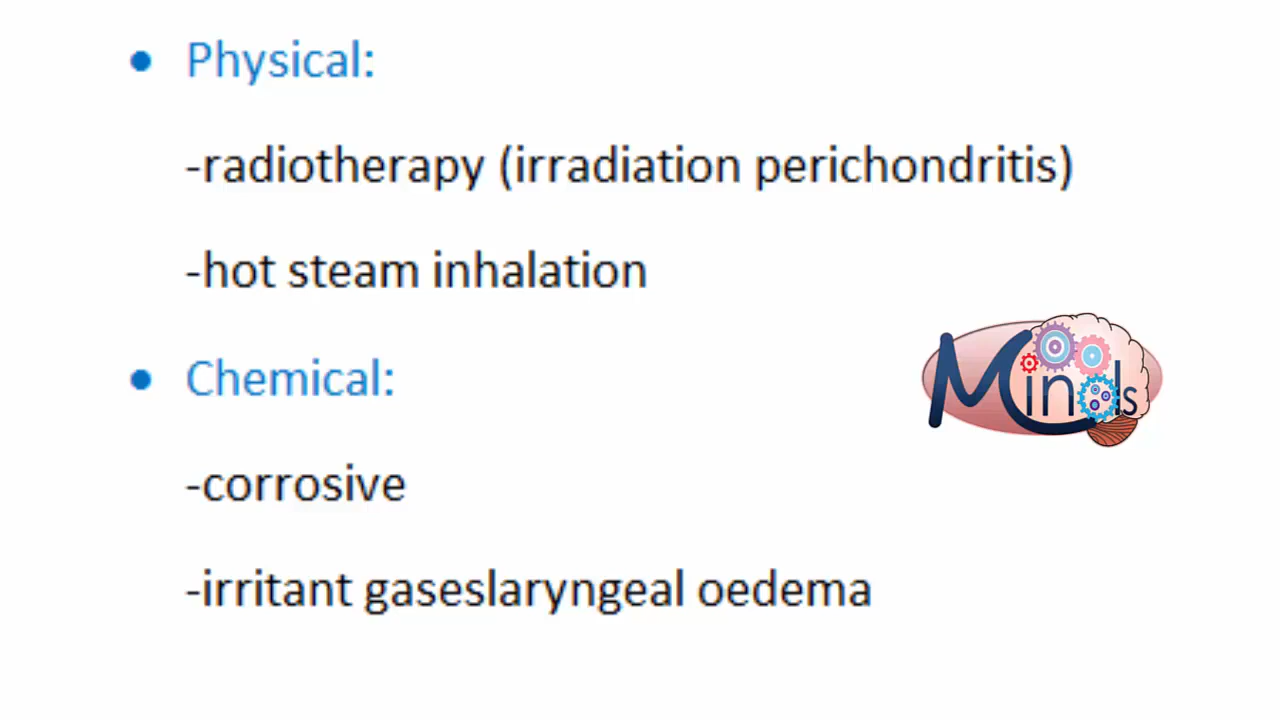 Physical:
-radiotherapy (irradiation perichondritis)
-hot steam inhalation
Chemical:
Minds
-corrosive
-irritant gaseslaryngeal oedema